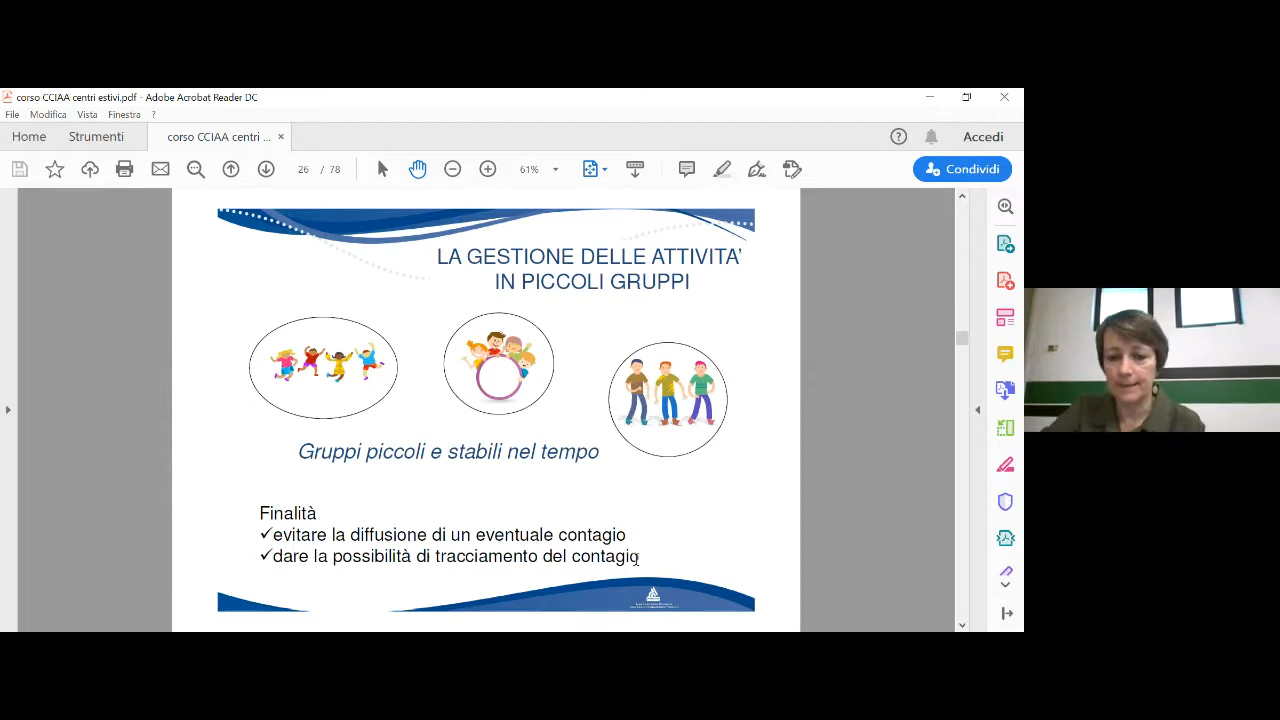 corso CCIAA centri estivi.pdf - Adobe Acrobat Reader DC
File Modifica Vista Finestra ?
Home Strumenti corso CCIAA centri ... × Accedi
26 / 78 61% Condividi
LA GESTIONE DELLE ATTIVITA’
IN PICCOLI GRUPPI
Gruppi piccoli e stabili nel tempo
Finalità
✓evitare la diffusione di un eventuale contagio
✓dare la possibilità di tracciamento del contagio